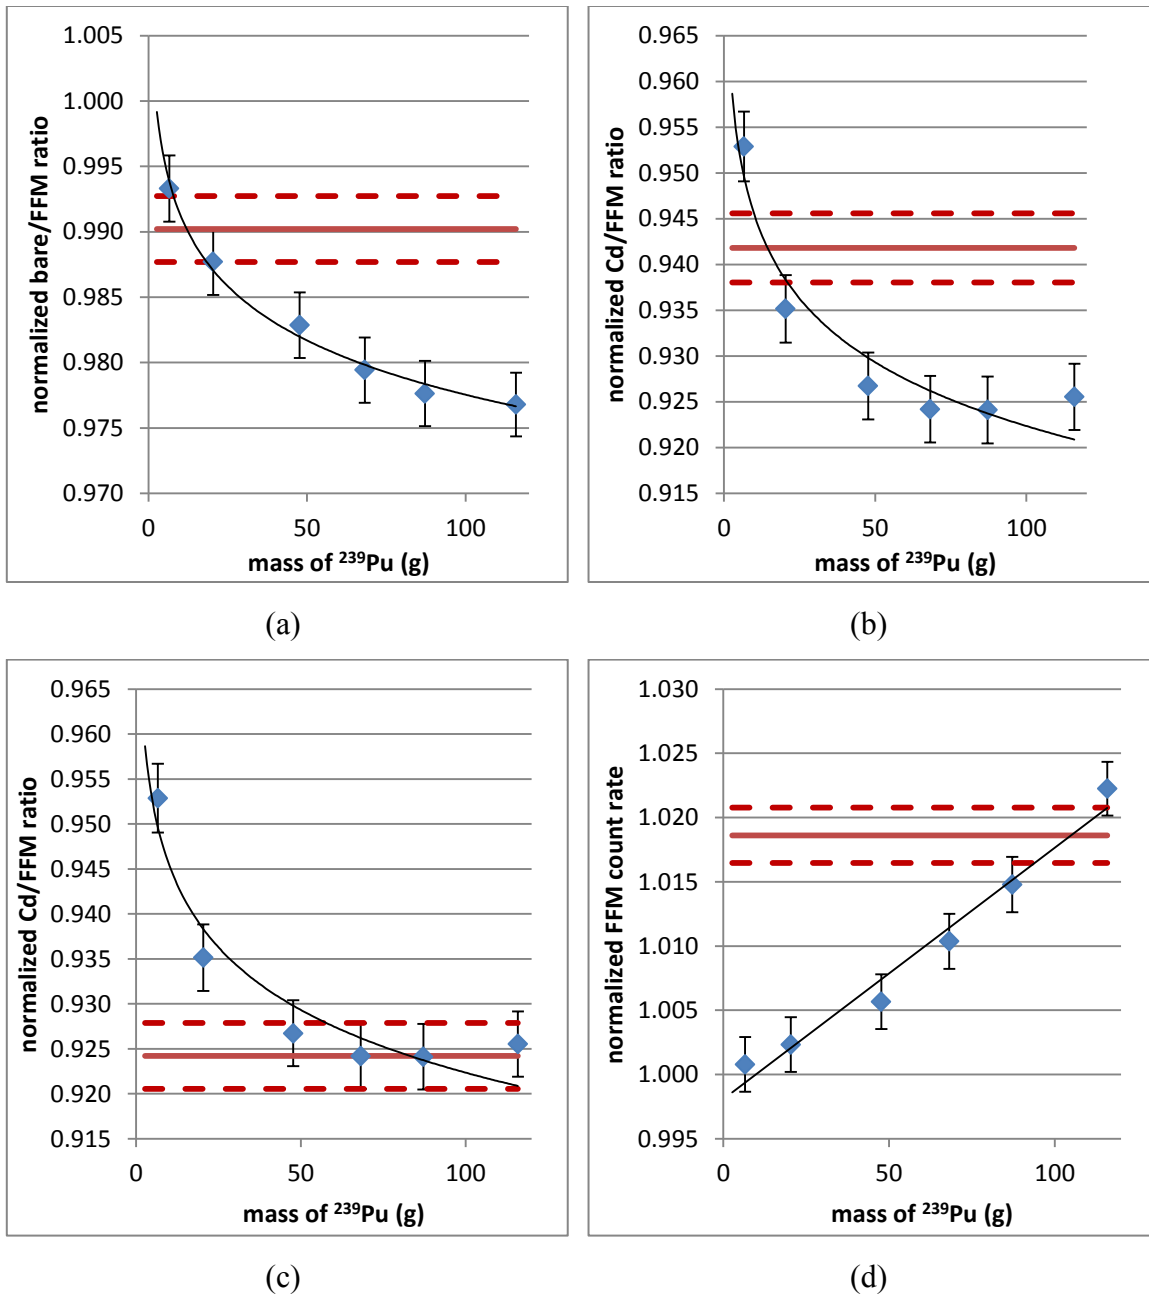 1.005
1.000
0.995
0.990
0.985
0.980
0.975
0.970
normalized bare/FFM ratio
0 50 100
mass of ²³⁹Pu (g)
(a)
0.965
0.960
0.955
0.950
0.945
0.940
0.935
0.930
0.925
0.920
0.915
normalized Cd/FFM ratio
0 50 100
mass of ²³⁹Pu (g)
(b)
0.965
0.960
0.955
0.950
0.945
0.940
0.935
0.930
0.925
0.920
0.915
normalized Cd/FFM ratio
0 50 100
mass of ²³⁹Pu (g)
(c)
1.030
1.025
1.020
1.015
1.010
1.005
1.000
0.995
normalized FFM count rate
0 50 100
mass of ²³⁹Pu (g)
(d)